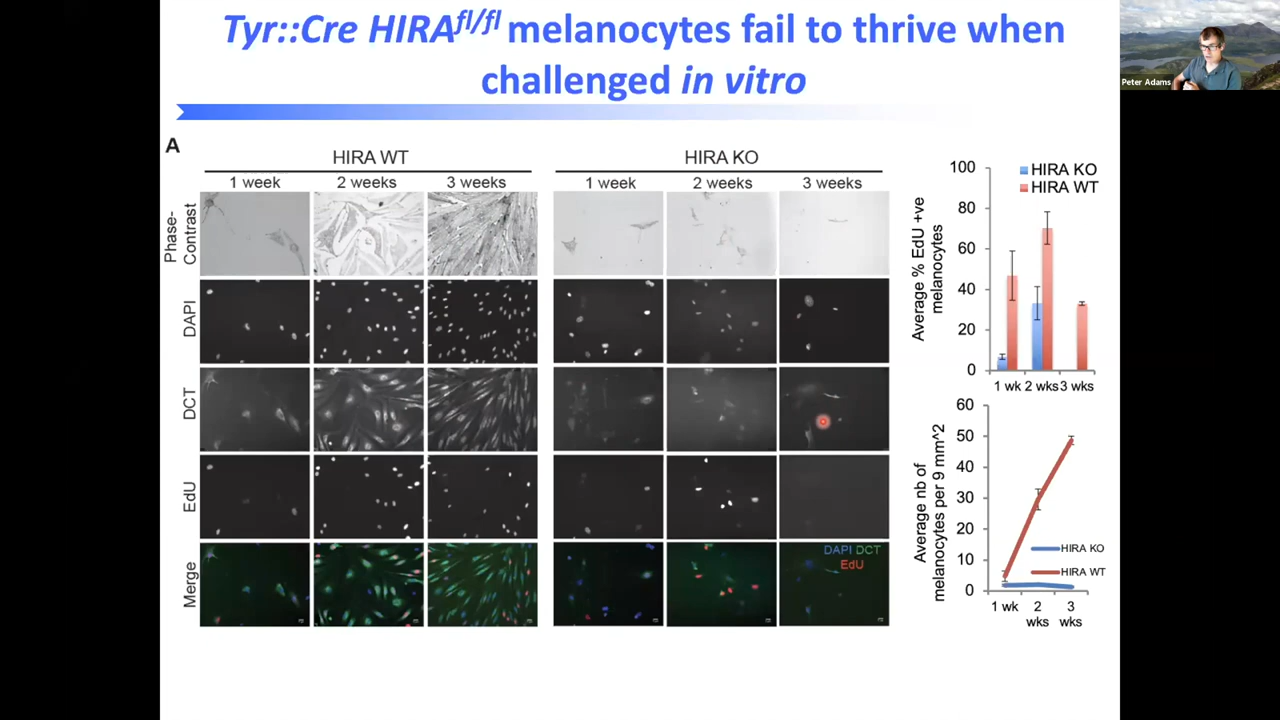 Tyr::Cre HIRAfl/fl melanocytes fail to thrive when
challenged in vitro
Peter Adams
A
HIRA WT
HIRA KO
1 week
2 weeks
3 weeks
1 week
2 weeks
3 weeks
Phase-
Contrast
DAPI
DCT
EdU
Merge
DAPI DCT
EdU
Average % EdU +ve
melanocytes
100
80
60
40
20
0
HIRA KO
HIRA WT
1 wk 2 wks 3 wks
Average nb of
melanocytes per 9 mm^2
60
50
40
30
20
10
0
HIRA KO
HIRA WT
1 wk
2
wks
3
wks